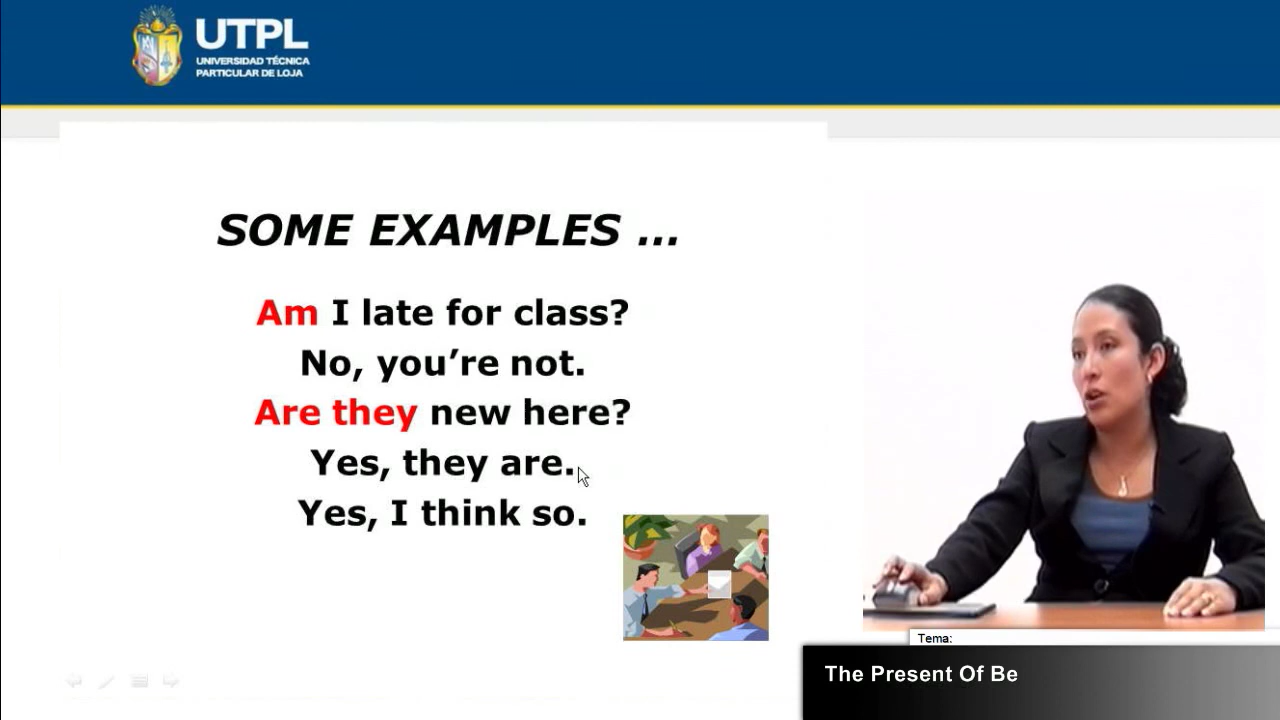 UTPL
UNIVERSIDAD TÉCNICA
PARTICULAR DE LOJA
SOME EXAMPLES ...
Am I late for class?
No, you’re not.
Are they new here?
Yes, they are.
Yes, I think so.
Tema:
The Present Of Be